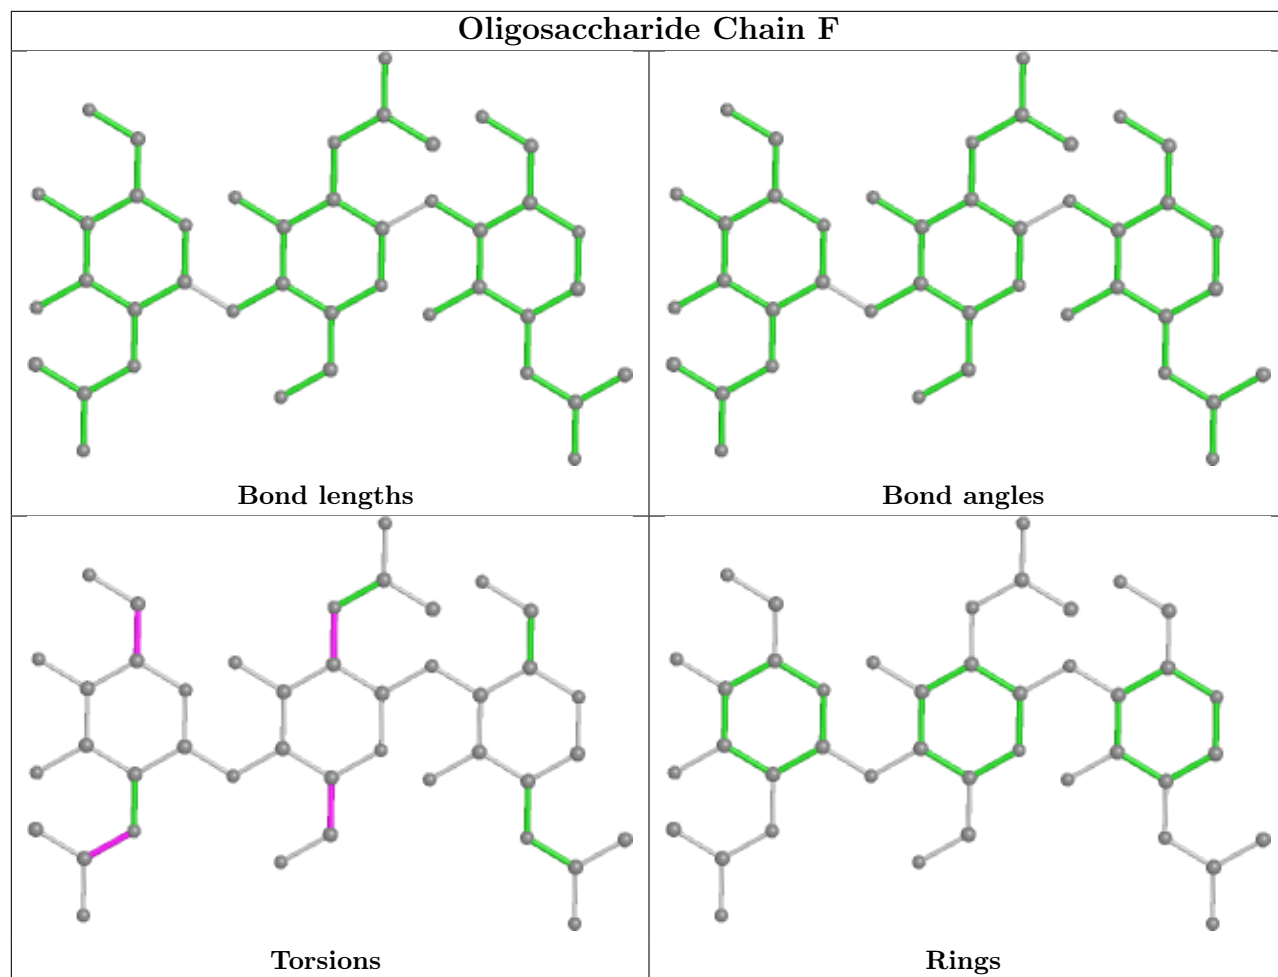 Oligosaccharide Chain F
Bond lengths
Bond angles
Torsions
Rings